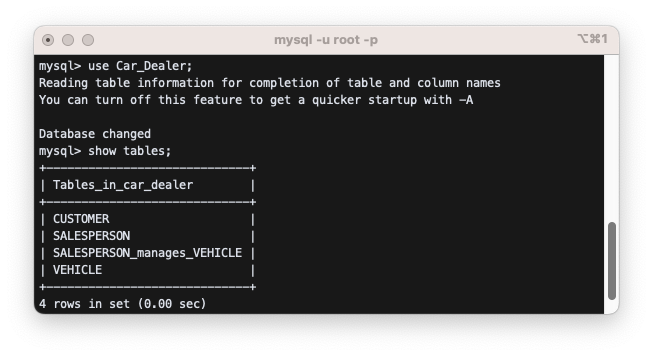 mysql -u root -p
⌥⌘1
mysql> use Car_Dealer;
Reading table information for completion of table and column names
You can turn off this feature to get a quicker startup with -A
Database changed
mysql> show tables;
+-----------------------------+
| Tables_in_car_dealer        |
+-----------------------------+
| CUSTOMER                    |
| SALESPERSON                 |
| SALESPERSON_manages_VEHICLE |
| VEHICLE                     |
+-----------------------------+
4 rows in set (0.00 sec)